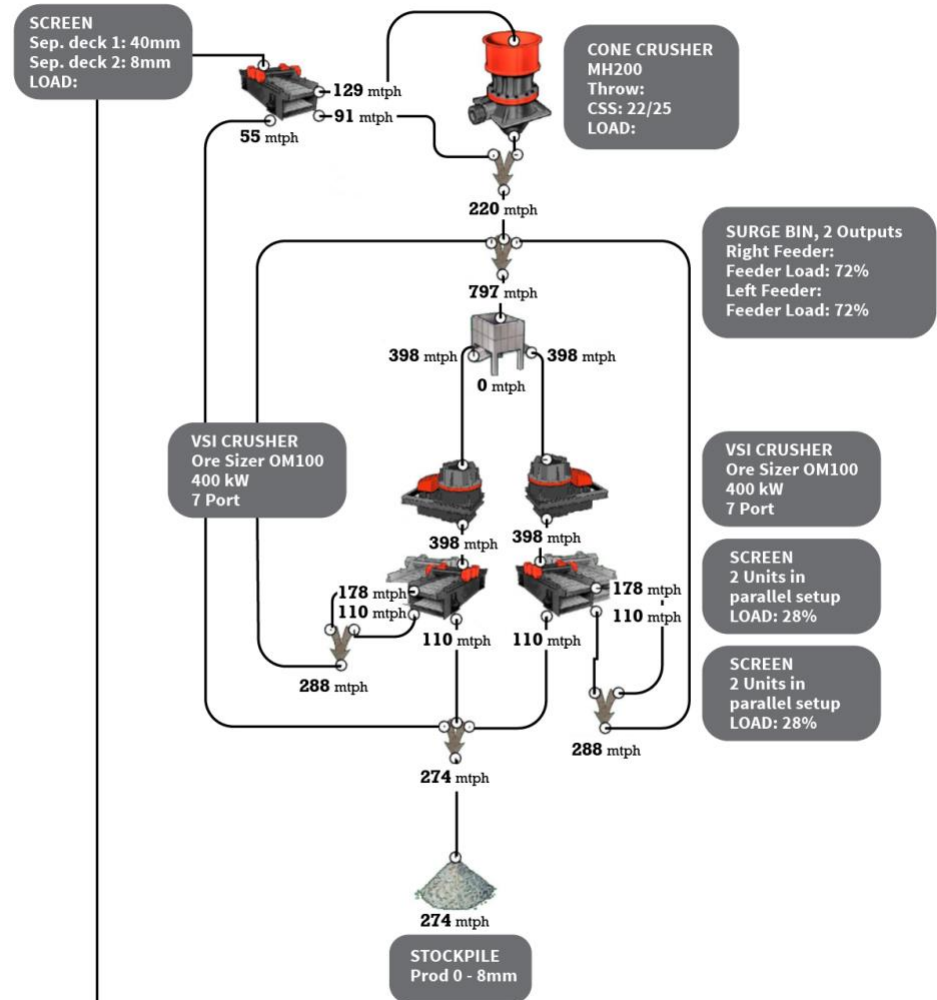 SCREEN
Sep. deck 1: 40mm
Sep. deck 2: 8mm
LOAD:
129 mtph
91 mtph
55 mtph
CONE CRUSHER
MH200
Throw:
CSS: 22/25
LOAD:
220 mtph
SURGE BIN, 2 Outputs
Right Feeder:
Feeder Load: 72%
Left Feeder:
Feeder Load: 72%
797 mtph
398 mtph
398 mtph
0 mtph
VSI CRUSHER
Ore Sizer OM100
400 kW
7 Port
VSI CRUSHER
Ore Sizer OM100
400 kW
7 Port
398 mtph
398 mtph
SCREEN
2 Units in
parallel setup
LOAD: 28%
178 mtph
110 mtph
178 mtph
110 mtph
110 mtph
110 mtph
SCREEN
2 Units in
parallel setup
LOAD: 28%
288 mtph
288 mtph
274 mtph
274 mtph
STOCKPILE
Prod 0 - 8mm